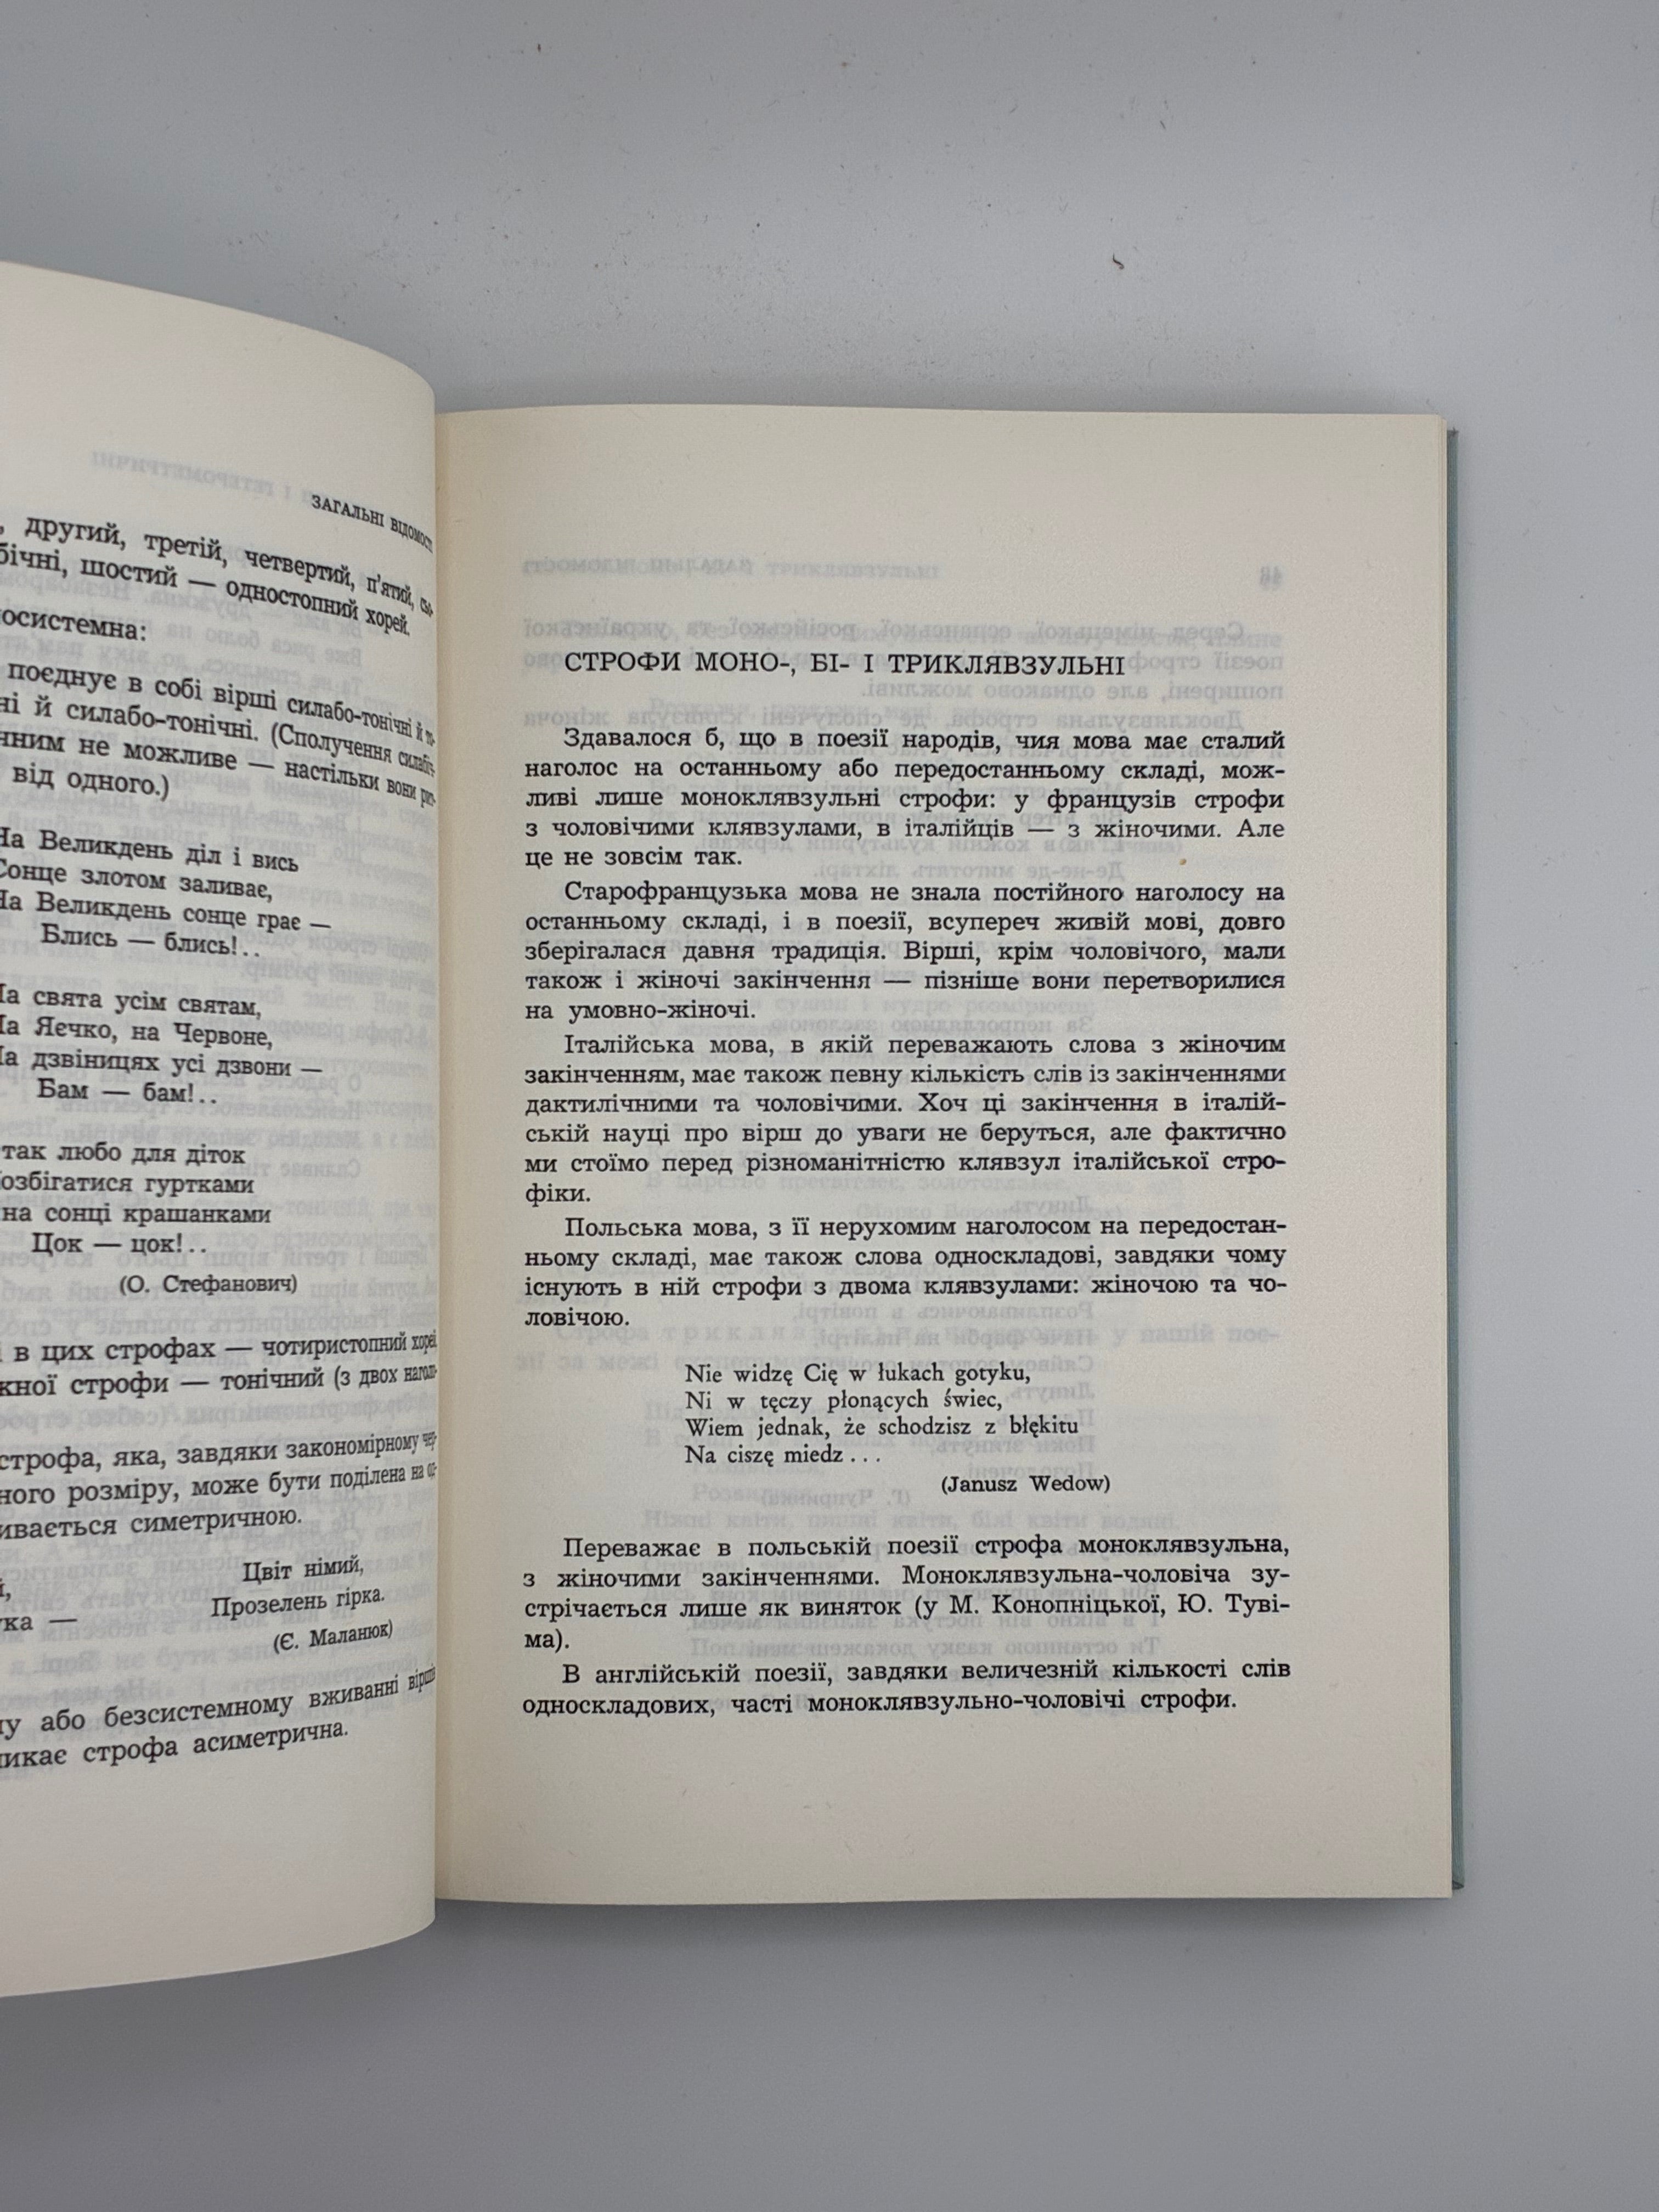 ЗАГАЛЬНІ ВІДОМОСТІ
другий, третій, четвертий, п'ятий,
шостий — одностопний хорей.
поєднує в собі вірші силабо-тонічні й
й силабо-тонічні. (Сполучення
не можливе — настільки вони
від одного.)
На Великдень діл і вись
Сонце злотом заливає,
На Великдень сонце грає —
Блись — блись!..
На свята усім святам,
На Яєчко, на Червоне,
На дзвіницях усі дзвони —
Бам — бам!..
так любо для діток
Розбігатися гуртками
на сонці крашанками
Цок — цок!..
(О. Стефанович)
в цих строфах — чотиристопний хорей
строфи — тонічний (з двох
строфа, яка, завдяки закономірному
розміру, може бути поділена на
симетричною.
Цвіт німий,
Прозелень гірка.
(Є. Маланюк)
або безсистемному вживанні віршів
строфа асиметрична.
СТРОФИ МОНО-, БІ- І ТРИКЛЯВЗУЛЬНІ
Здавалося б, що в поезії народів, чия мова має сталий
наголос на останньому або передостанньому складі, мож-
ливі лише моноклявзульні строфи: у французів строфи
з чоловічими клявзулами, в італійців — з жіночими. Але
це не зовсім так.
Старофранцузька мова не знала постійного наголосу на
останньому складі, і в поезії, всупереч живій мові, довго
зберігалася давня традиція. Вірші, крім чоловічого, мали
також і жіночі закінчення — пізніше вони перетворилися
на умовно-жіночі.
Італійська мова, в якій переважають слова з жіночим
закінченням, має також певну кількість слів із закінченнями
дактилічними та чоловічими. Хоч ці закінчення в італій-
ській науці про вірш до уваги не беруться, але фактично
ми стоїмо перед різноманітністю клявзул італійської стро-
фіки.
Польська мова, з її нерухомим наголосом на передостан-
ньому складі, має також слова односкладові, завдяки чому
існують в ній строфи з двома клявзулами: жіночою та чо-
ловічою.
Nie widzę Cię w łukach gotyku,
Ni w tęczy płonących świec,
Wiem jednak, że schodzisz z błękitu
Na ciszę miedz...
(Janusz Wedow)
Переважає в польській поезії строфа моноклявзульна,
з жіночими закінченнями. Моноклявзульна-чоловіча зу-
стрічається лише як виняток (у М. Конопніцької, Ю. Туві-
ма).
В англійській поезії, завдяки величезній кількості слів
односкладових, часті моноклявзульно-чоловічі строфи.